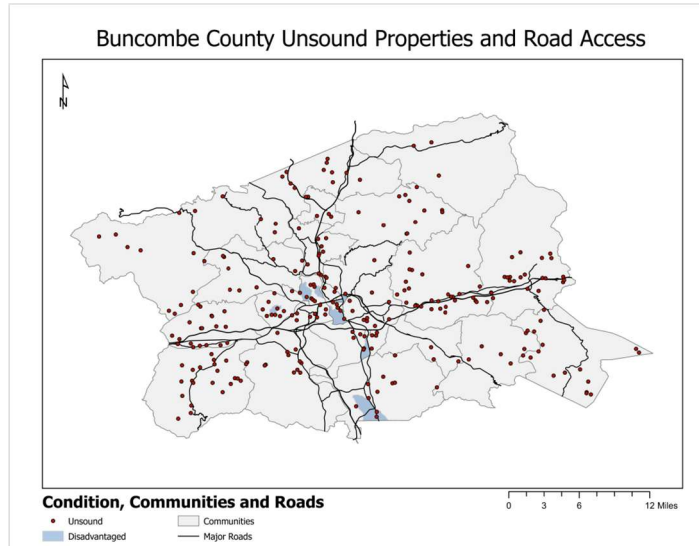 Buncombe County Unsound Properties and Road Access
N
Condition, Communities and Roads
Unsound
Communities
Disadvantaged
Major Roads
0 3 6 12 Miles